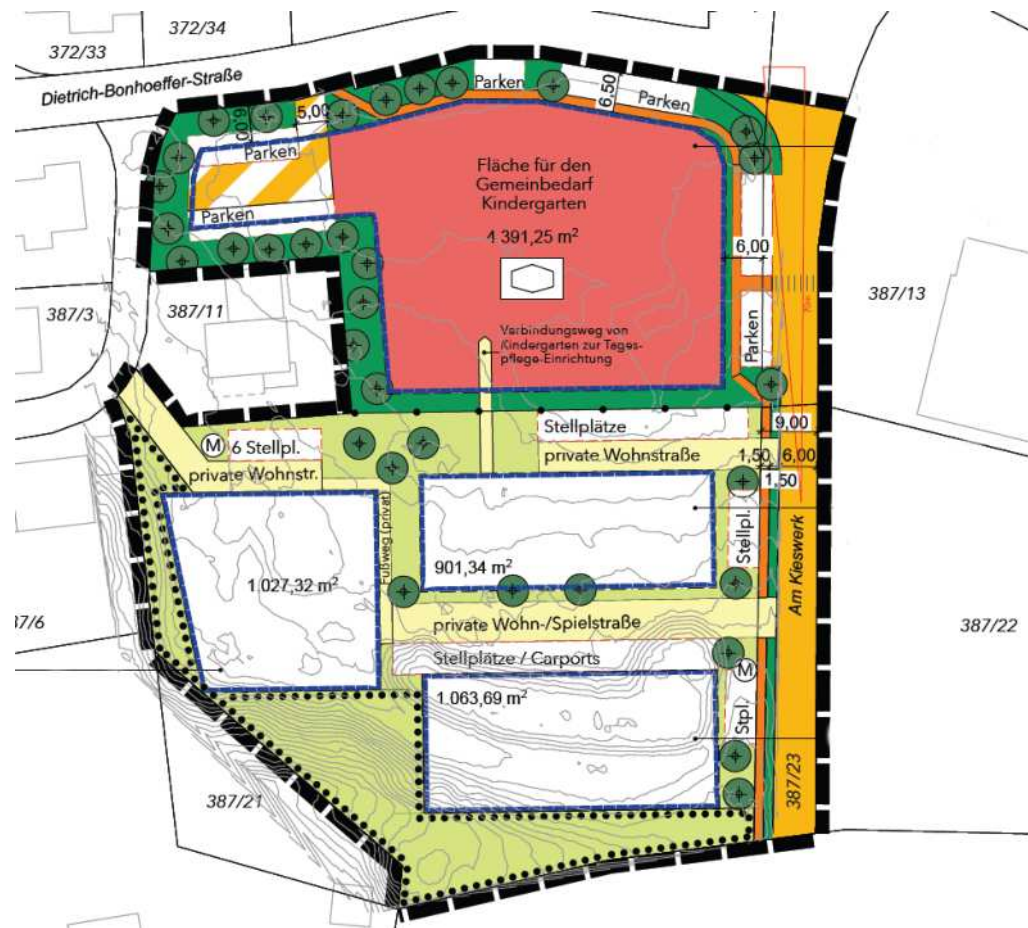 372/33
372/34
Dietrich-Bonhoeffer-Straße
Parken
6,50
Parken
6,00
5,00
Parken
Parken
Fläche für den
Gemeinbedarf
Kindergarten
4 391,25 m²
6,00
387/3
387/11
387/13
Verbindungsweg von
Kindergarten zur Tages-
pflege-Einrichtung
Parken
9,00
Stellplätze
M 6 Stellpl.
private Wohnstraße
1,50 6,00
1,50
private Wohnstr.
Fußweg (privat)
Stellpl.
Am Kieswerk
901,34 m²
1.027,32 m²
37/6
387/22
private Wohn-/Spielstraße
Stellplätze / Carports
M
1.063,69 m²
Stpl.
387/23
387/21